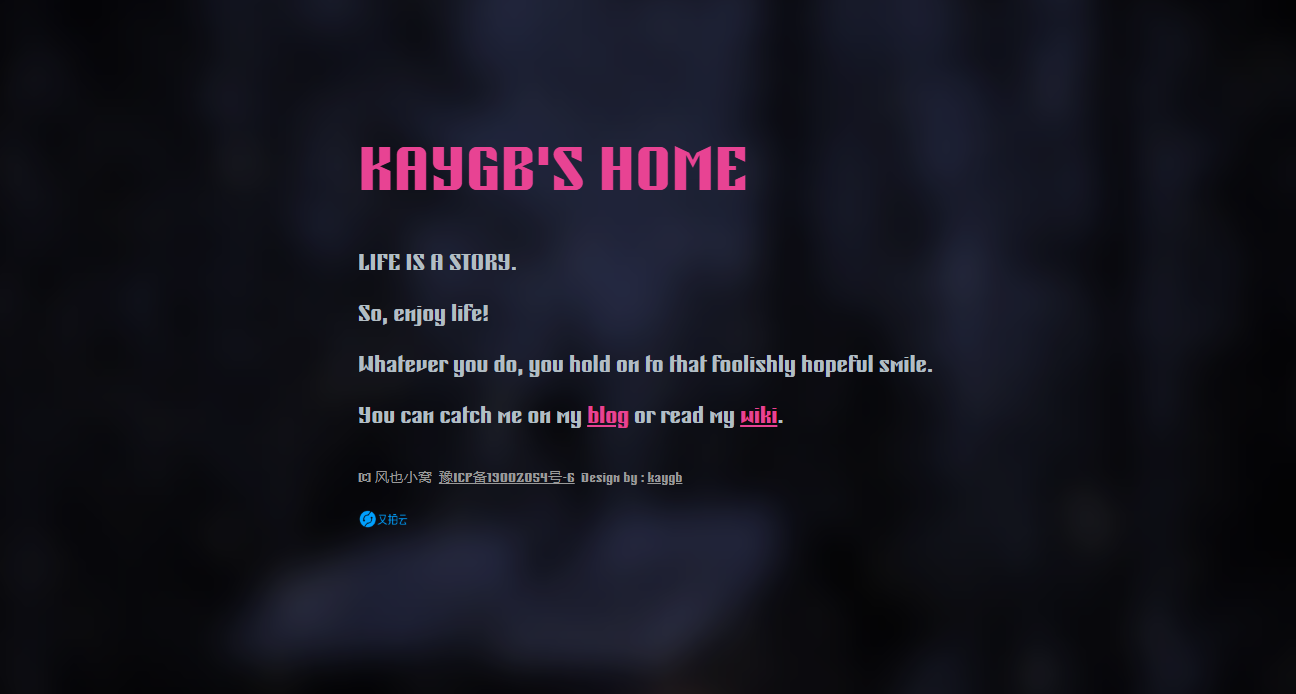 KAYGB'S HOME
LIFE IS A STORY.
So, enjoy life!
Whatever you do, you hold on to that foolishly hopeful smile.
You can catch me on my blog or read my wiki.
(C) 风也小窝 豫ICP备19002054号-6 Design by : kaygb
又拍云